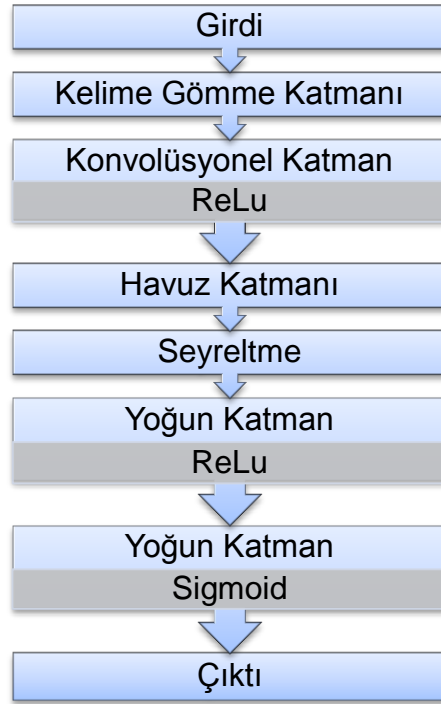 Girdi
Kelime Gömme Katmanı
Konvolüsyonel Katman
ReLu
Havuz Katmanı
Seyreltme
Yoğun Katman
ReLu
Yoğun Katman
Sigmoid
Çıktı